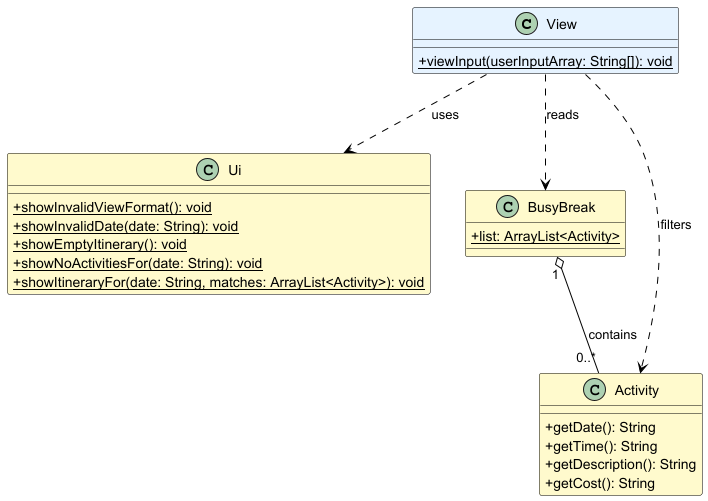 C View
+viewInput(userInputArray: String[]): void
uses
reads
filters
C Ui
+showInvalidViewFormat(): void
+showInvalidDate(date: String): void
+showEmptyItinerary(): void
+showNoActivitiesFor(date: String): void
+showItineraryFor(date: String, matches: ArrayList<Activity>): void
C BusyBreak
+list: ArrayList<Activity>
1
contains
0..*
C Activity
+getDate(): String
+getTime(): String
+getDescription(): String
+getCost(): String